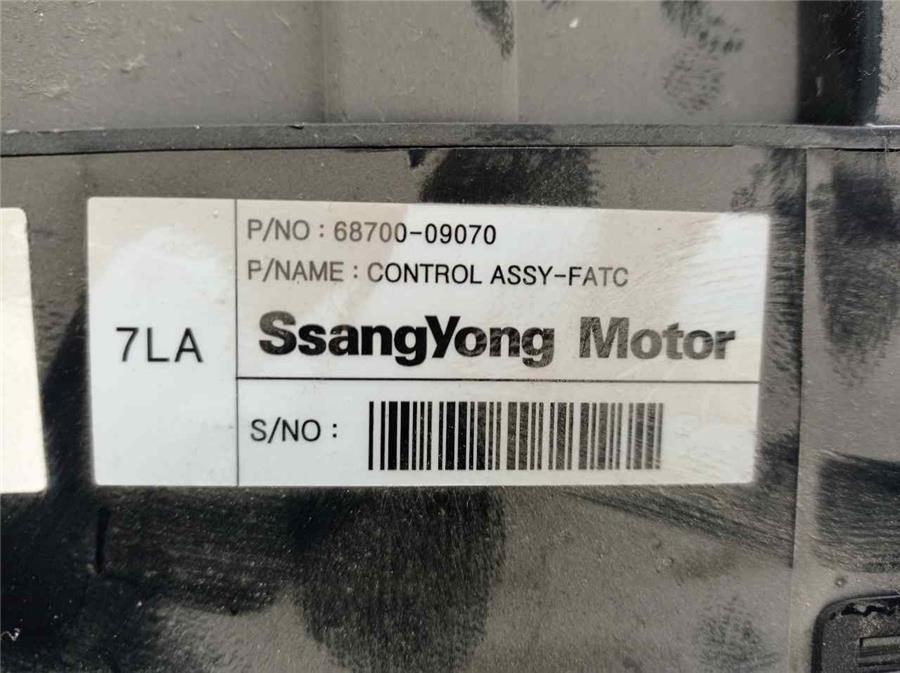 7LA
P/NO : 68700-09070
P/NAME : CONTROL ASSY-FATC
SsangYong Motor
S/NO :